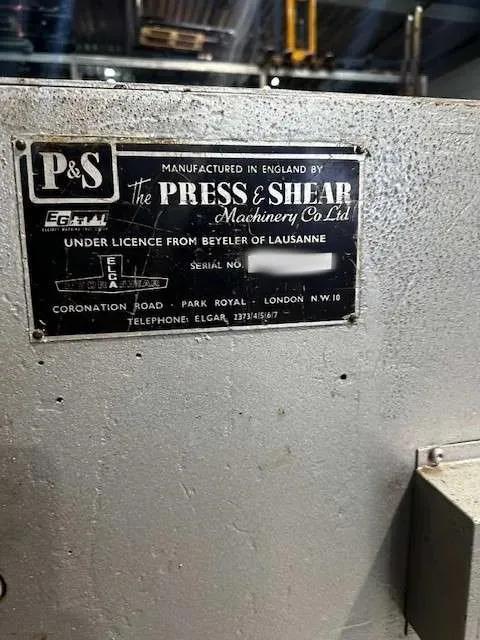 P&S
MANUFACTURED IN ENGLAND BY
The PRESS & SHEAR
Machinery Co Ltd
UNDER LICENCE FROM BEYELER OF LAUSANNE
ELGA
SERIAL NO.
CORONATION ROAD · PARK ROYAL · LONDON N.W.10
TELEPHONE: ELGAR 2373/4/5/6/7